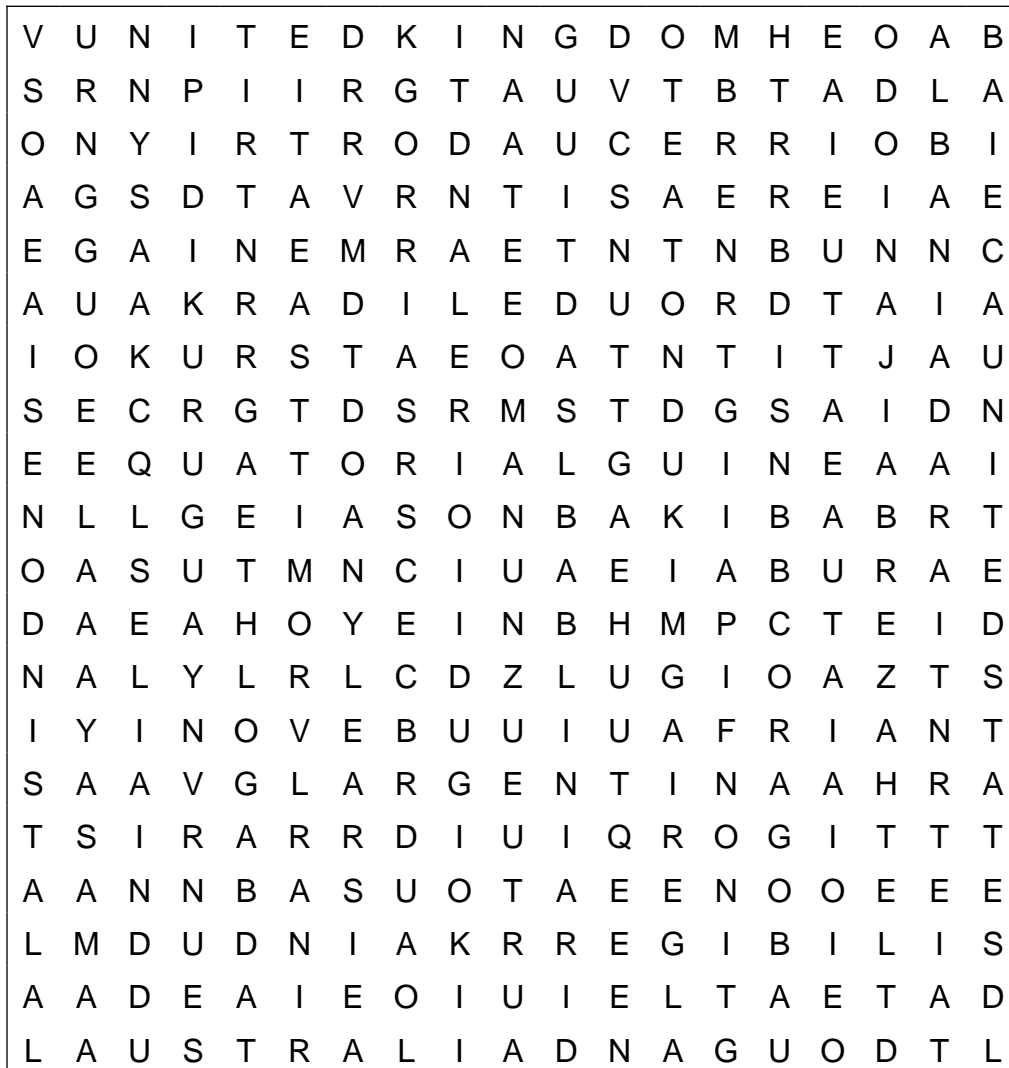 V U N I T E D K I N G D O M H E O A B
S R N P I I R G T A U V T B T A D L A
O N Y I R T R O D A U C E R R I O B I
A G S D T A V R N T I S A E R E I A E
E G A I N E M R A E T N T N B U N N C
A U A K R A D I L E D U O R D T A I A
I O K U R S T A E O A T N T I T J A U
S E C R G T D S R M S T D G S A I D N
E E Q U A T O R I A L G U I N E A A I
N L L G E I A S O N B A K I B A B R T
O A S U T M N C I U A E I A B U R A E
D A E A H O Y E I N B H M P C T E I D
N A L Y L R L C D Z L U G I O A Z T S
I Y I N O V E B U U I U A F R I A N T
S A A V G L A R G E N T I N A A H R A
T S I R A R R D I U I Q R O G I T T T
A A N N B A S U O T A E E N O O E E E
L M D U D N I A K R R E G I B I L I S
A A D E A I E O I U I E L T A E T A D
L A U S T R A L I A D N A G U O D T L